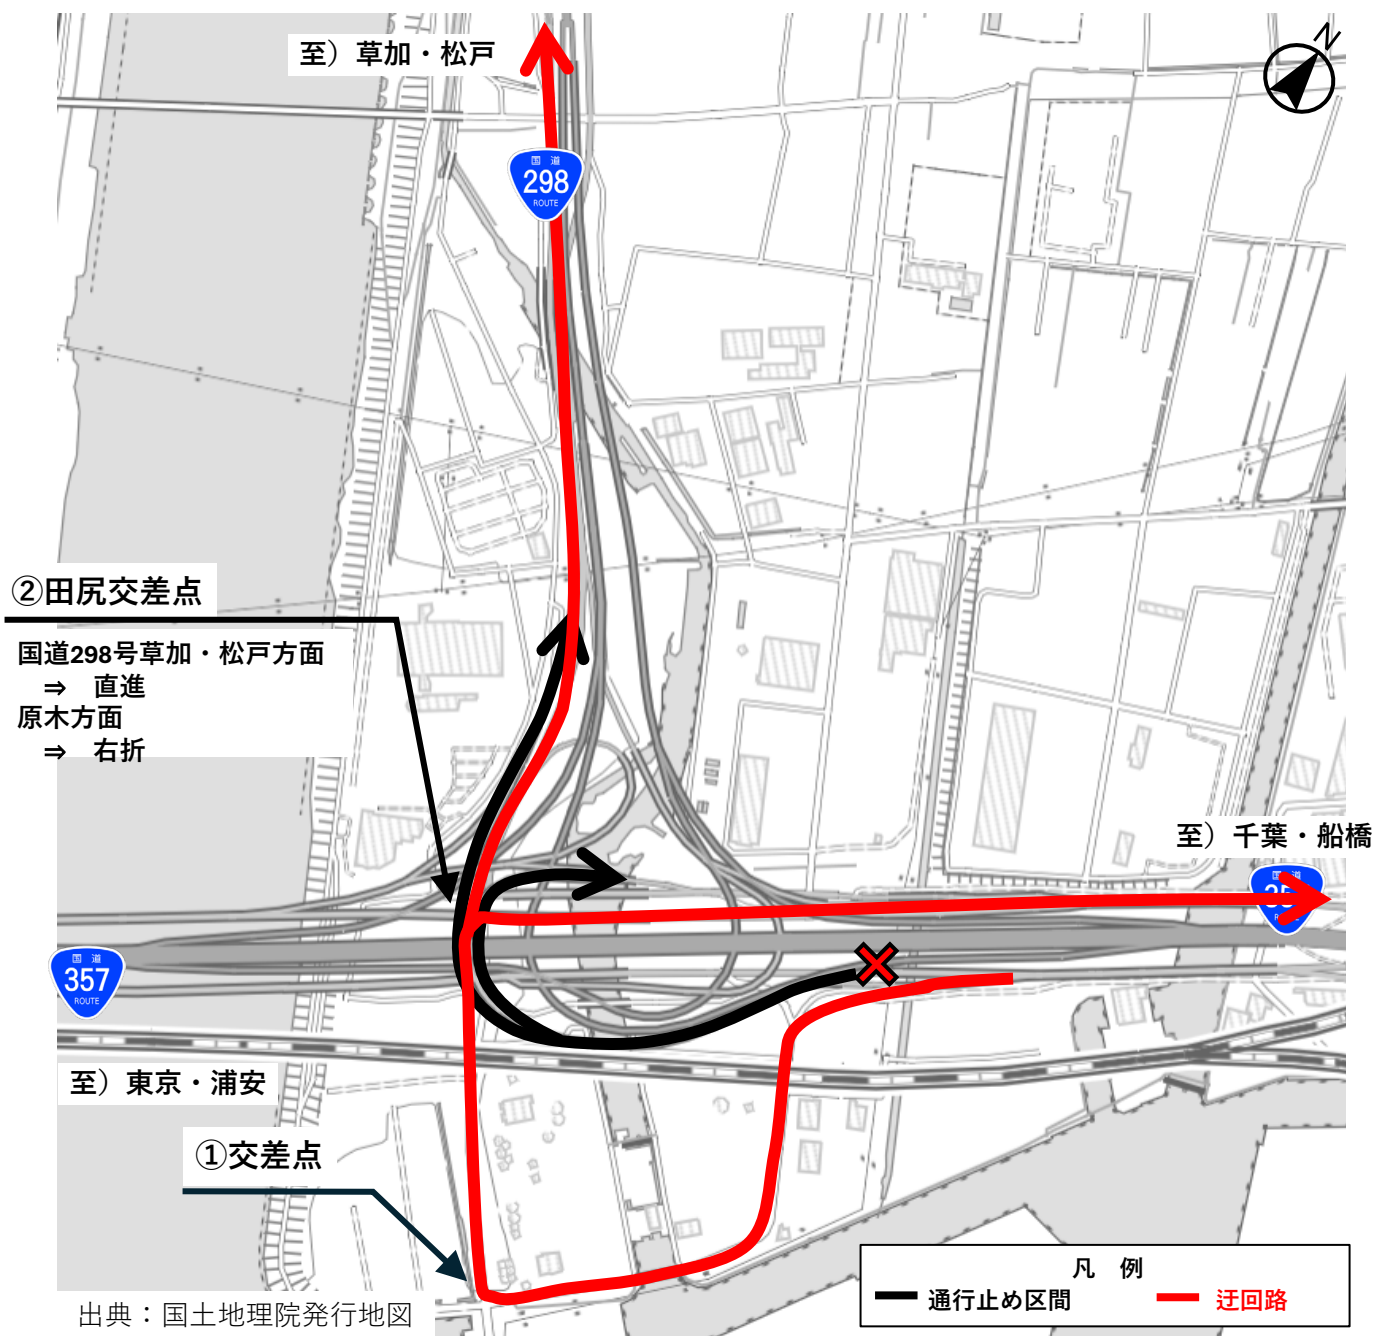 至）草加・松戸
N
国道
298
ROUTE
②田尻交差点
国道298号草加・松戸方面
⇒　直進
原木方面
⇒　右折
至）千葉・船橋
国道
35
国道
357
ROUTE
至）東京・浦安
①交差点
凡　例
通行止め区間
迂回路
出典：国土地理院発行地図